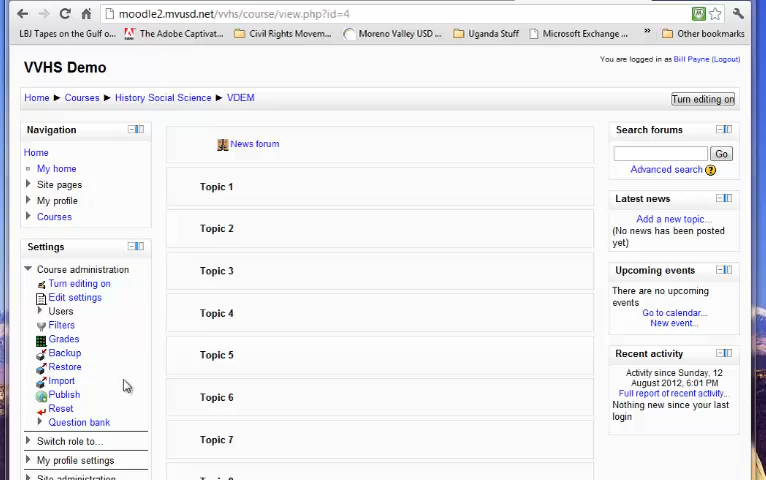 moodle2.mvusd.net/vvhs/course/view.php?id=4
LBJ Tapes on the Gulf o... The Adobe Captivat... Civil Rights Movem... Moreno Valley USD ... Uganda Stuff Microsoft Exchange ... » Other bookmarks
VVHS Demo
You are logged in as Bill Payne (Logout)
Home ► Courses ► History Social Science ► VDEM
Turn editing on
Navigation
Home
My home
Site pages
My profile
Courses
Settings
Course administration
Turn editing on
Edit settings
Users
Filters
Grades
Backup
Restore
Import
Publish
Reset
Question bank
Switch role to...
My profile settings
Site administration
News forum
Topic 1
Topic 2
Topic 3
Topic 4
Topic 5
Topic 6
Topic 7
Search forums
Go
Advanced search ?
Latest news
Add a new topic...
(No news has been posted
yet)
Upcoming events
There are no upcoming
events
Go to calendar...
New event...
Recent activity
Activity since Sunday, 12
August 2012, 6:01 PM
Full report of recent activity...
Nothing new since your last
login